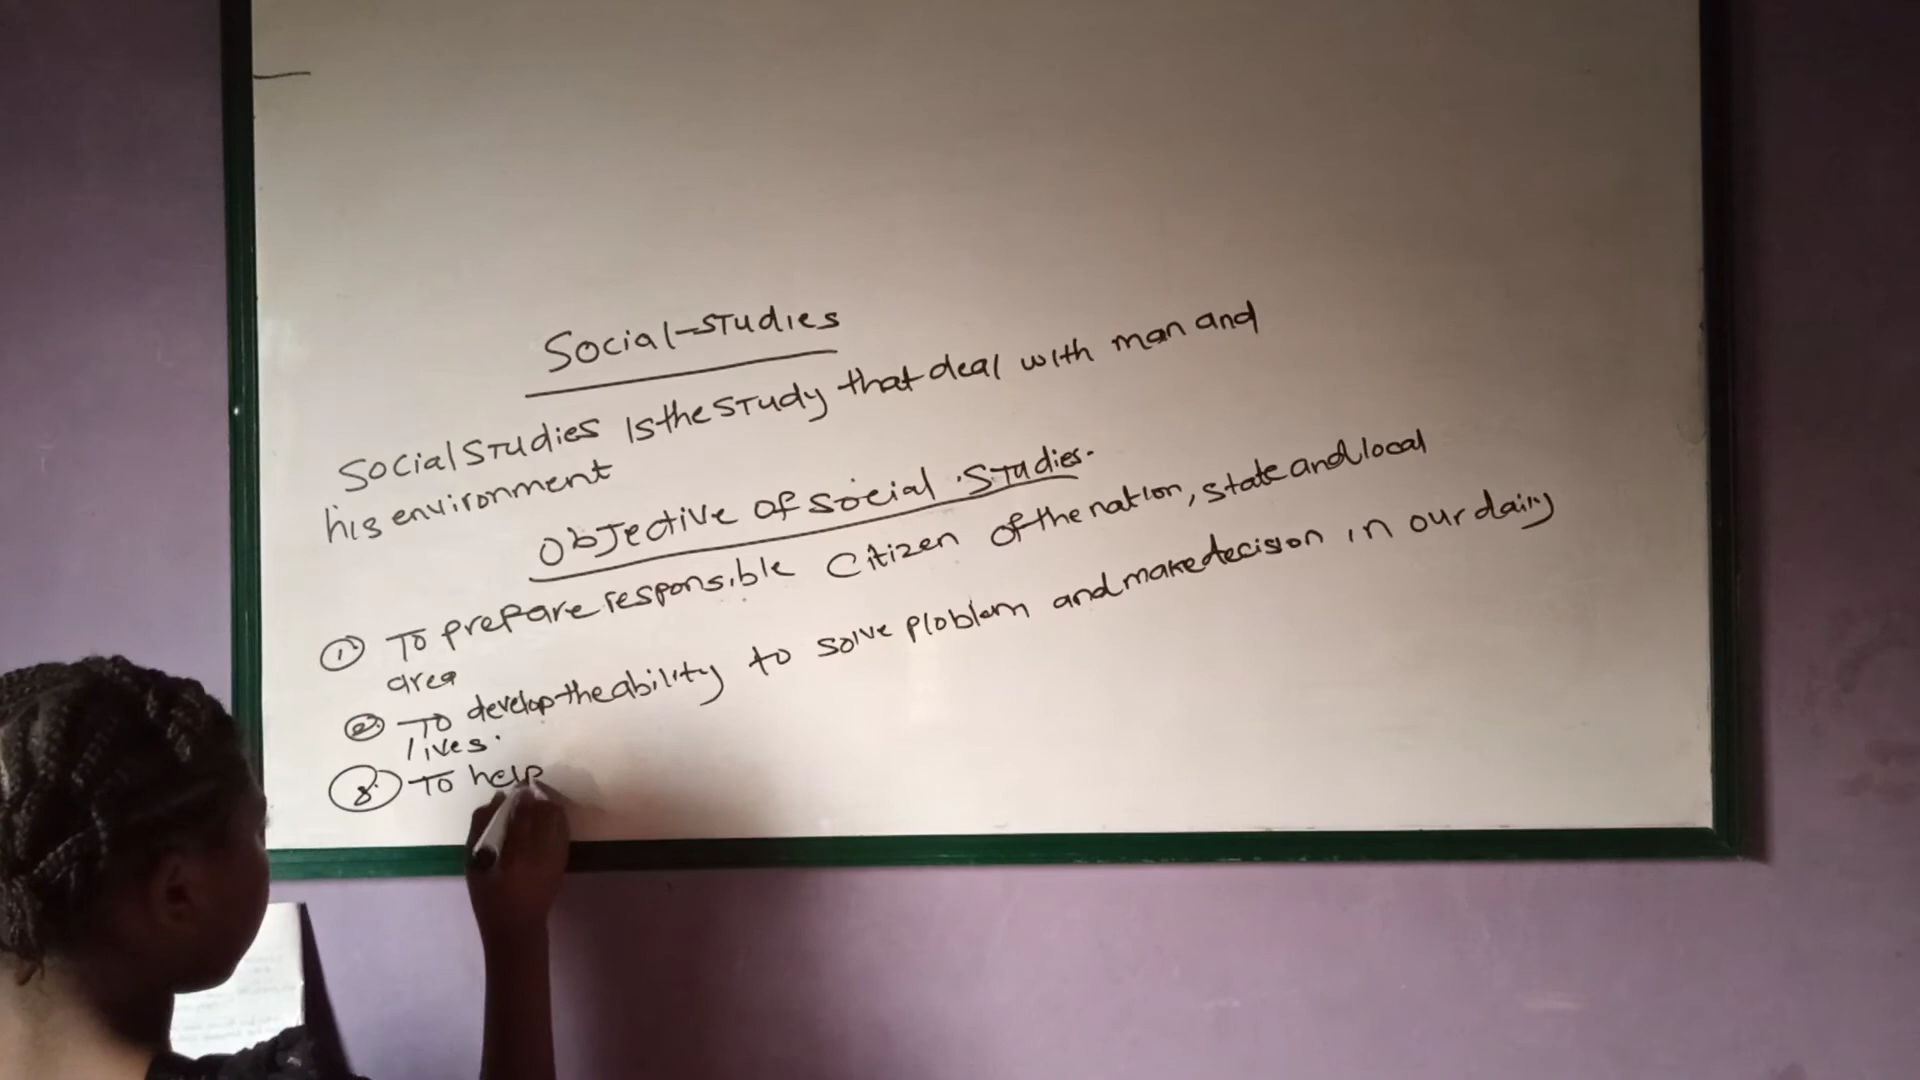 Social-Studies
Social Studies is the study that deal with man and
his environment
Objective of social studies.
① To prepare responsible Citizen of the nation, state and local
area
② To develop the ability to solve ploblem and make decision in our dairy
lives.
③ To help